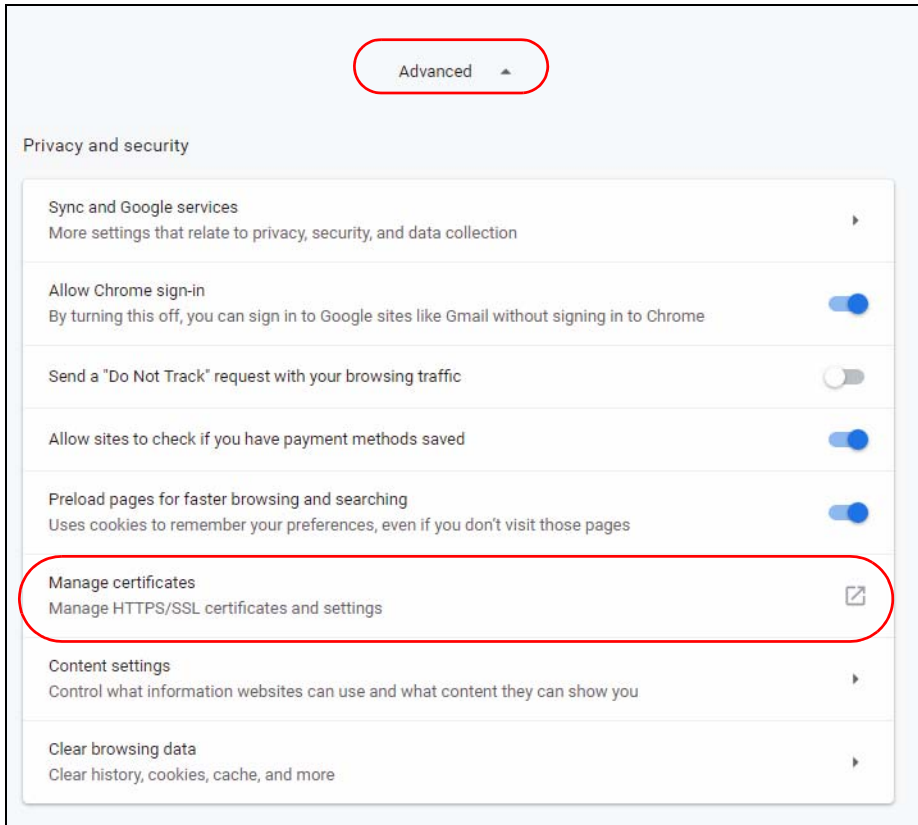 Advanced
Privacy and security
Sync and Google services
More settings that relate to privacy, security, and data collection
Allow Chrome sign-in
By turning this off, you can sign in to Google sites like Gmail without signing in to Chrome
Send a "Do Not Track" request with your browsing traffic
Allow sites to check if you have payment methods saved
Preload pages for faster browsing and searching
Uses cookies to remember your preferences, even if you don't visit those pages
Manage certificates
Manage HTTPS/SSL certificates and settings
Content settings
Control what information websites can use and what content they can show you
Clear browsing data
Clear history, cookies, cache, and more